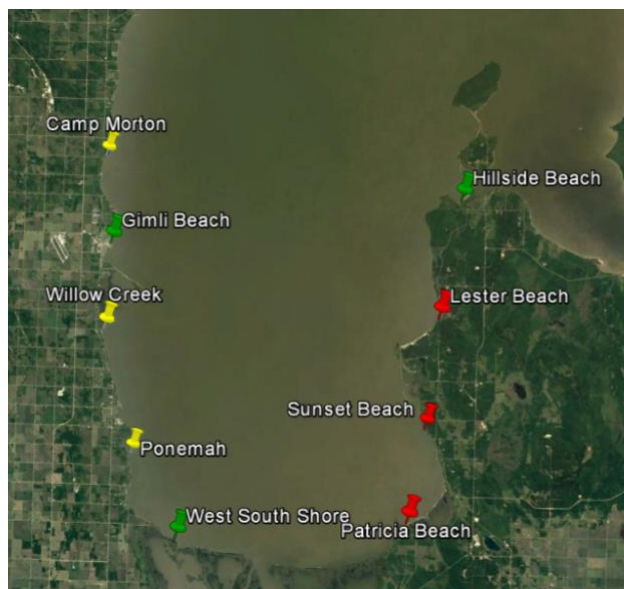 Camp Morton
Hillside Beach
Gimli Beach
Willow Creek
Lester Beach
Sunset Beach
Ponemah
West South Shore
Patricia Beach